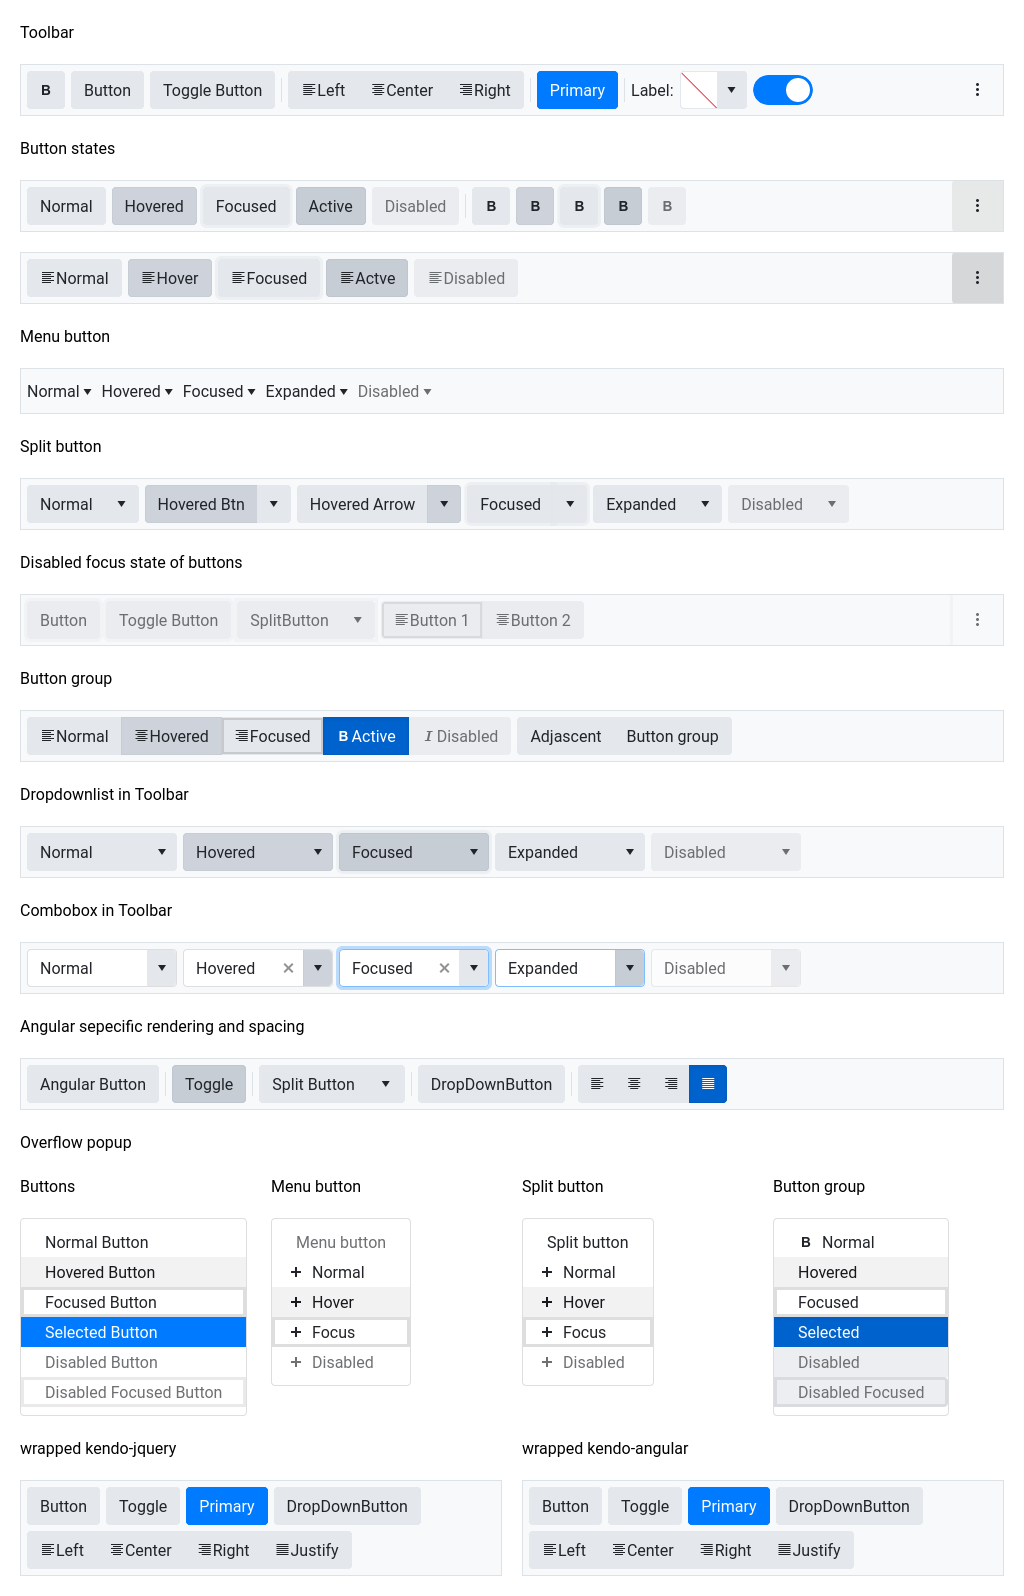 Toolbar
B Button Toggle Button Left Center Right Primary Label:
Button states
Normal Hovered Focused Active Disabled B B B B B
Normal Hover Focused Actve Disabled
Menu button
Normal Hovered Focused Expanded Disabled
Split button
Normal Hovered Btn Hovered Arrow Focused Expanded Disabled
Disabled focus state of buttons
Button Toggle Button SplitButton Button 1 Button 2
Button group
Normal Hovered Focused B Active I Disabled Adjascent Button group
Dropdownlist in Toolbar
Normal Hovered Focused Expanded Disabled
Combobox in Toolbar
Normal Hovered Focused Expanded Disabled
Angular sepecific rendering and spacing
Angular Button Toggle Split Button DropDownButton
Overflow popup
Buttons Menu button Split button Button group
Normal Button Menu button Split button B Normal
Hovered Button Normal Normal Hovered
Focused Button Hover Hover Focused
Selected Button Focus Focus Selected
Disabled Button Disabled Disabled Disabled
Disabled Focused Button Disabled Focused
wrapped kendo-jquery wrapped kendo-angular
Button Toggle Primary DropDownButton Button Toggle Primary DropDownButton
Left Center Right Justify Left Center Right Justify